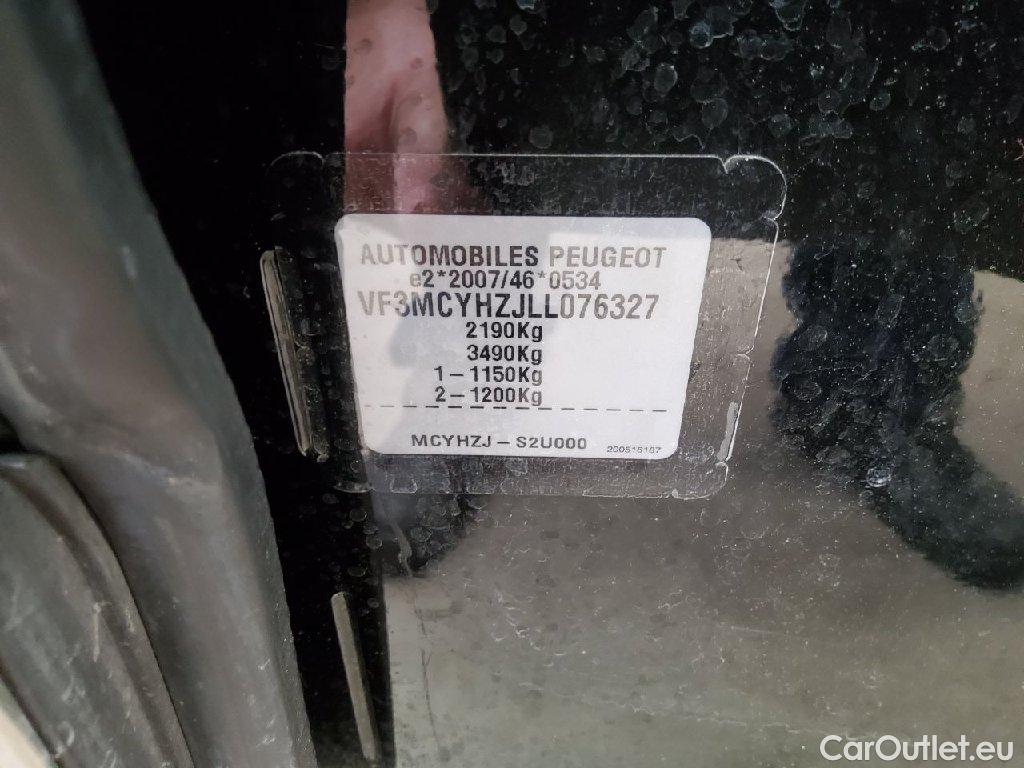 AUTOMOBILES PEUGEOT
e2*2007/46*0534
VF3MCYHZJLL076327
2190Kg
3490Kg
1-1150Kg
2-1200Kg
MCYHZJ-S2U000
CarOutlet.eu